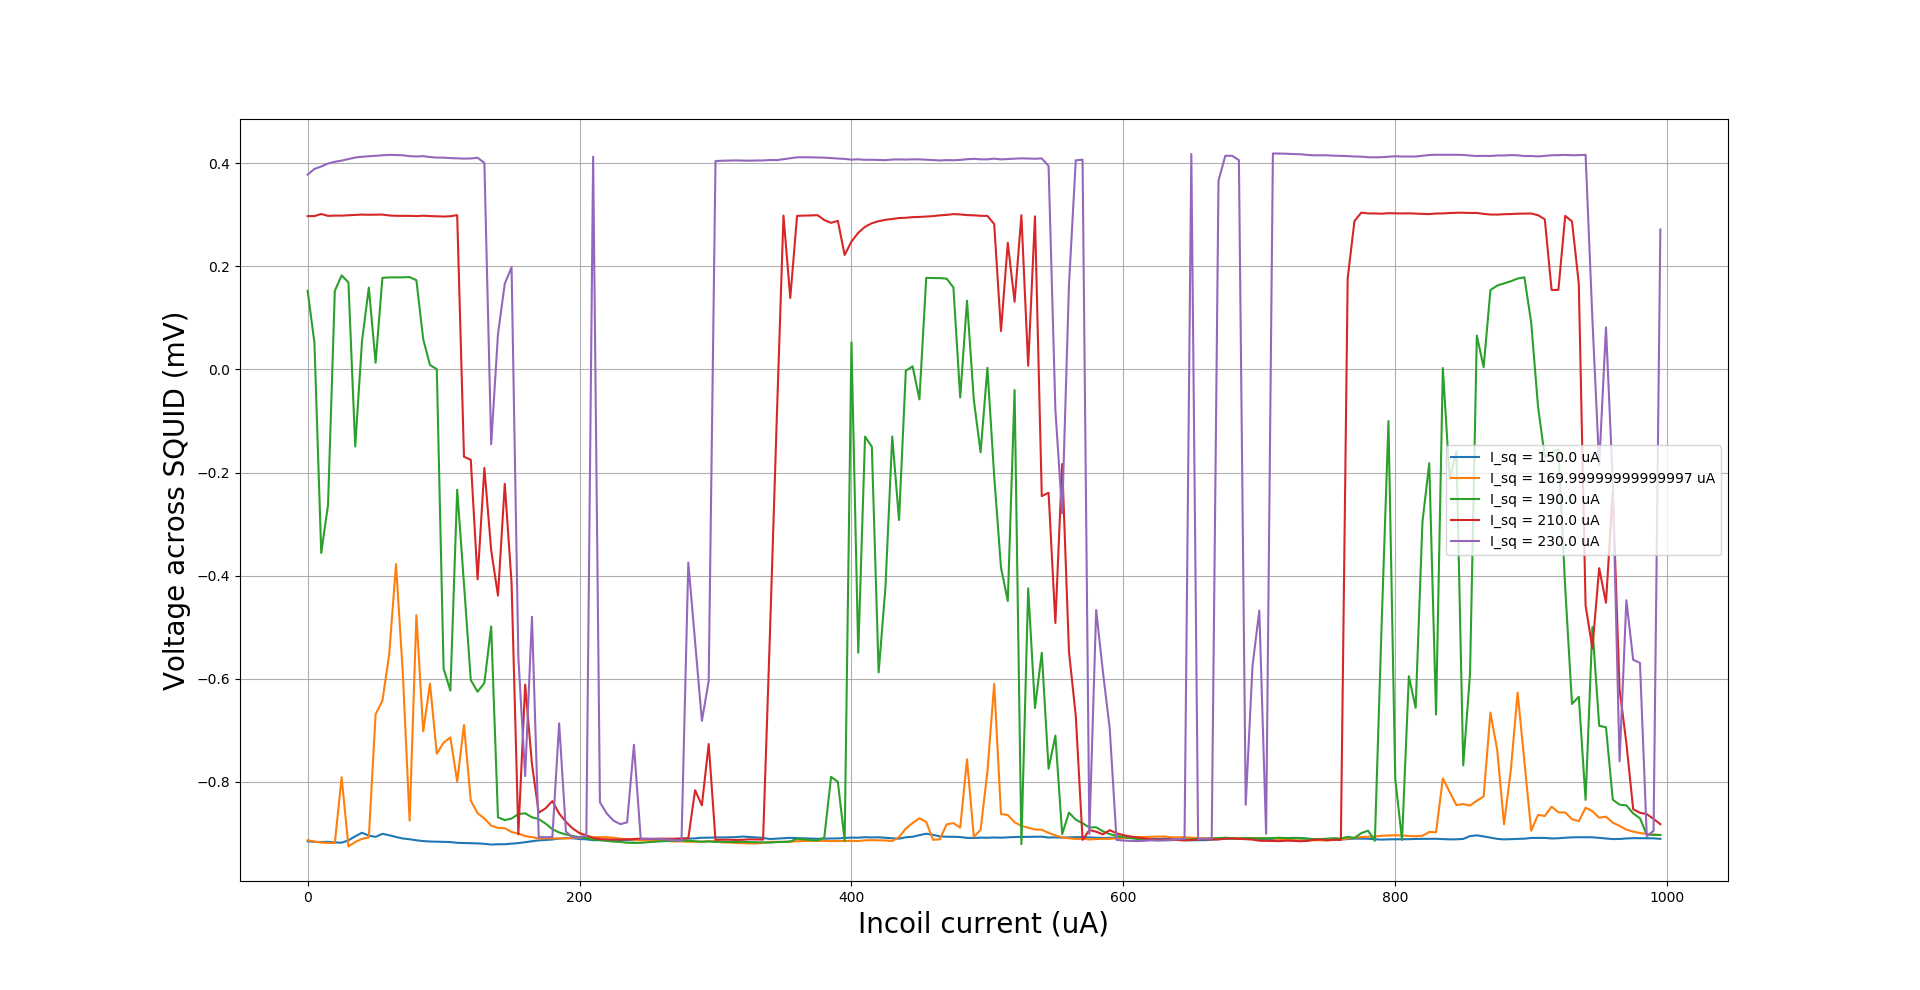 Voltage across SQUID (mV)
0.4
0.2
0.0
−0.2
−0.4
−0.6
−0.8
I_sq = 150.0 uA
I_sq = 169.99999999999997 uA
I_sq = 190.0 uA
I_sq = 210.0 uA
I_sq = 230.0 uA
0 200 400 600 800 1000
Incoil current (uA)